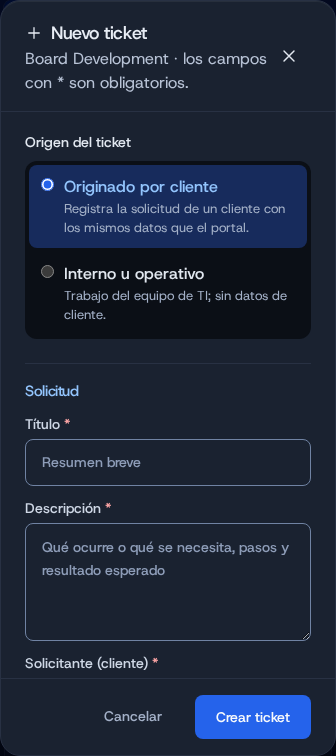 + Nuevo ticket
Board Development · los campos
con * son obligatorios.
Origen del ticket
Originado por cliente
Registra la solicitud de un cliente con
los mismos datos que el portal.
Interno u operativo
Trabajo del equipo de TI; sin datos de
cliente.
Solicitud
Título *
Resumen breve
Descripción *
Qué ocurre o qué se necesita, pasos y
resultado esperado
Solicitante (cliente) *
Cancelar
Crear ticket